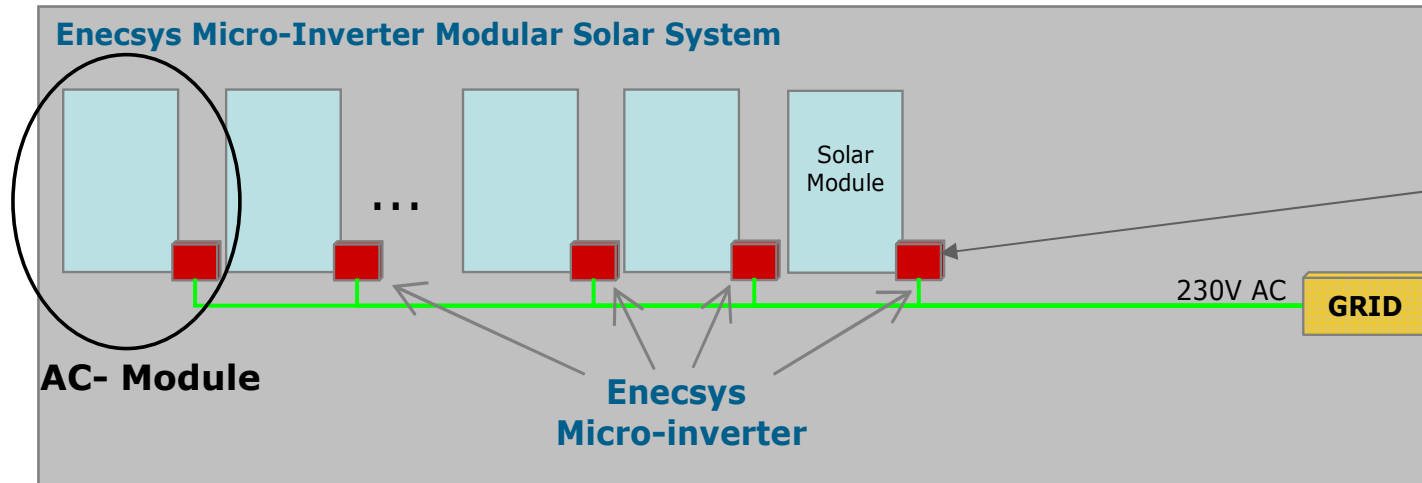 Enecsys Micro-Inverter Modular Solar System
...
Solar
Module
230V AC
GRID
AC- Module
Enecsys
Micro-inverter